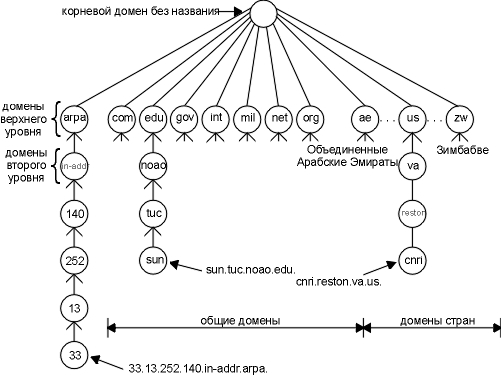 корневой домен без названия
домены
верхнего
уровня
arpa com edu gov int mil net org ae ... us ... zw
Объединенные
Арабские Эмираты
Зимбабве
домены
второго
уровня
in-addr noao va
140 tuc reston
252 sun cnri
sun.tuc.noao.edu.
cnri.reston.va.us.
13
общие домены домены стран
33
33.13.252.140.in-addr.arpa.